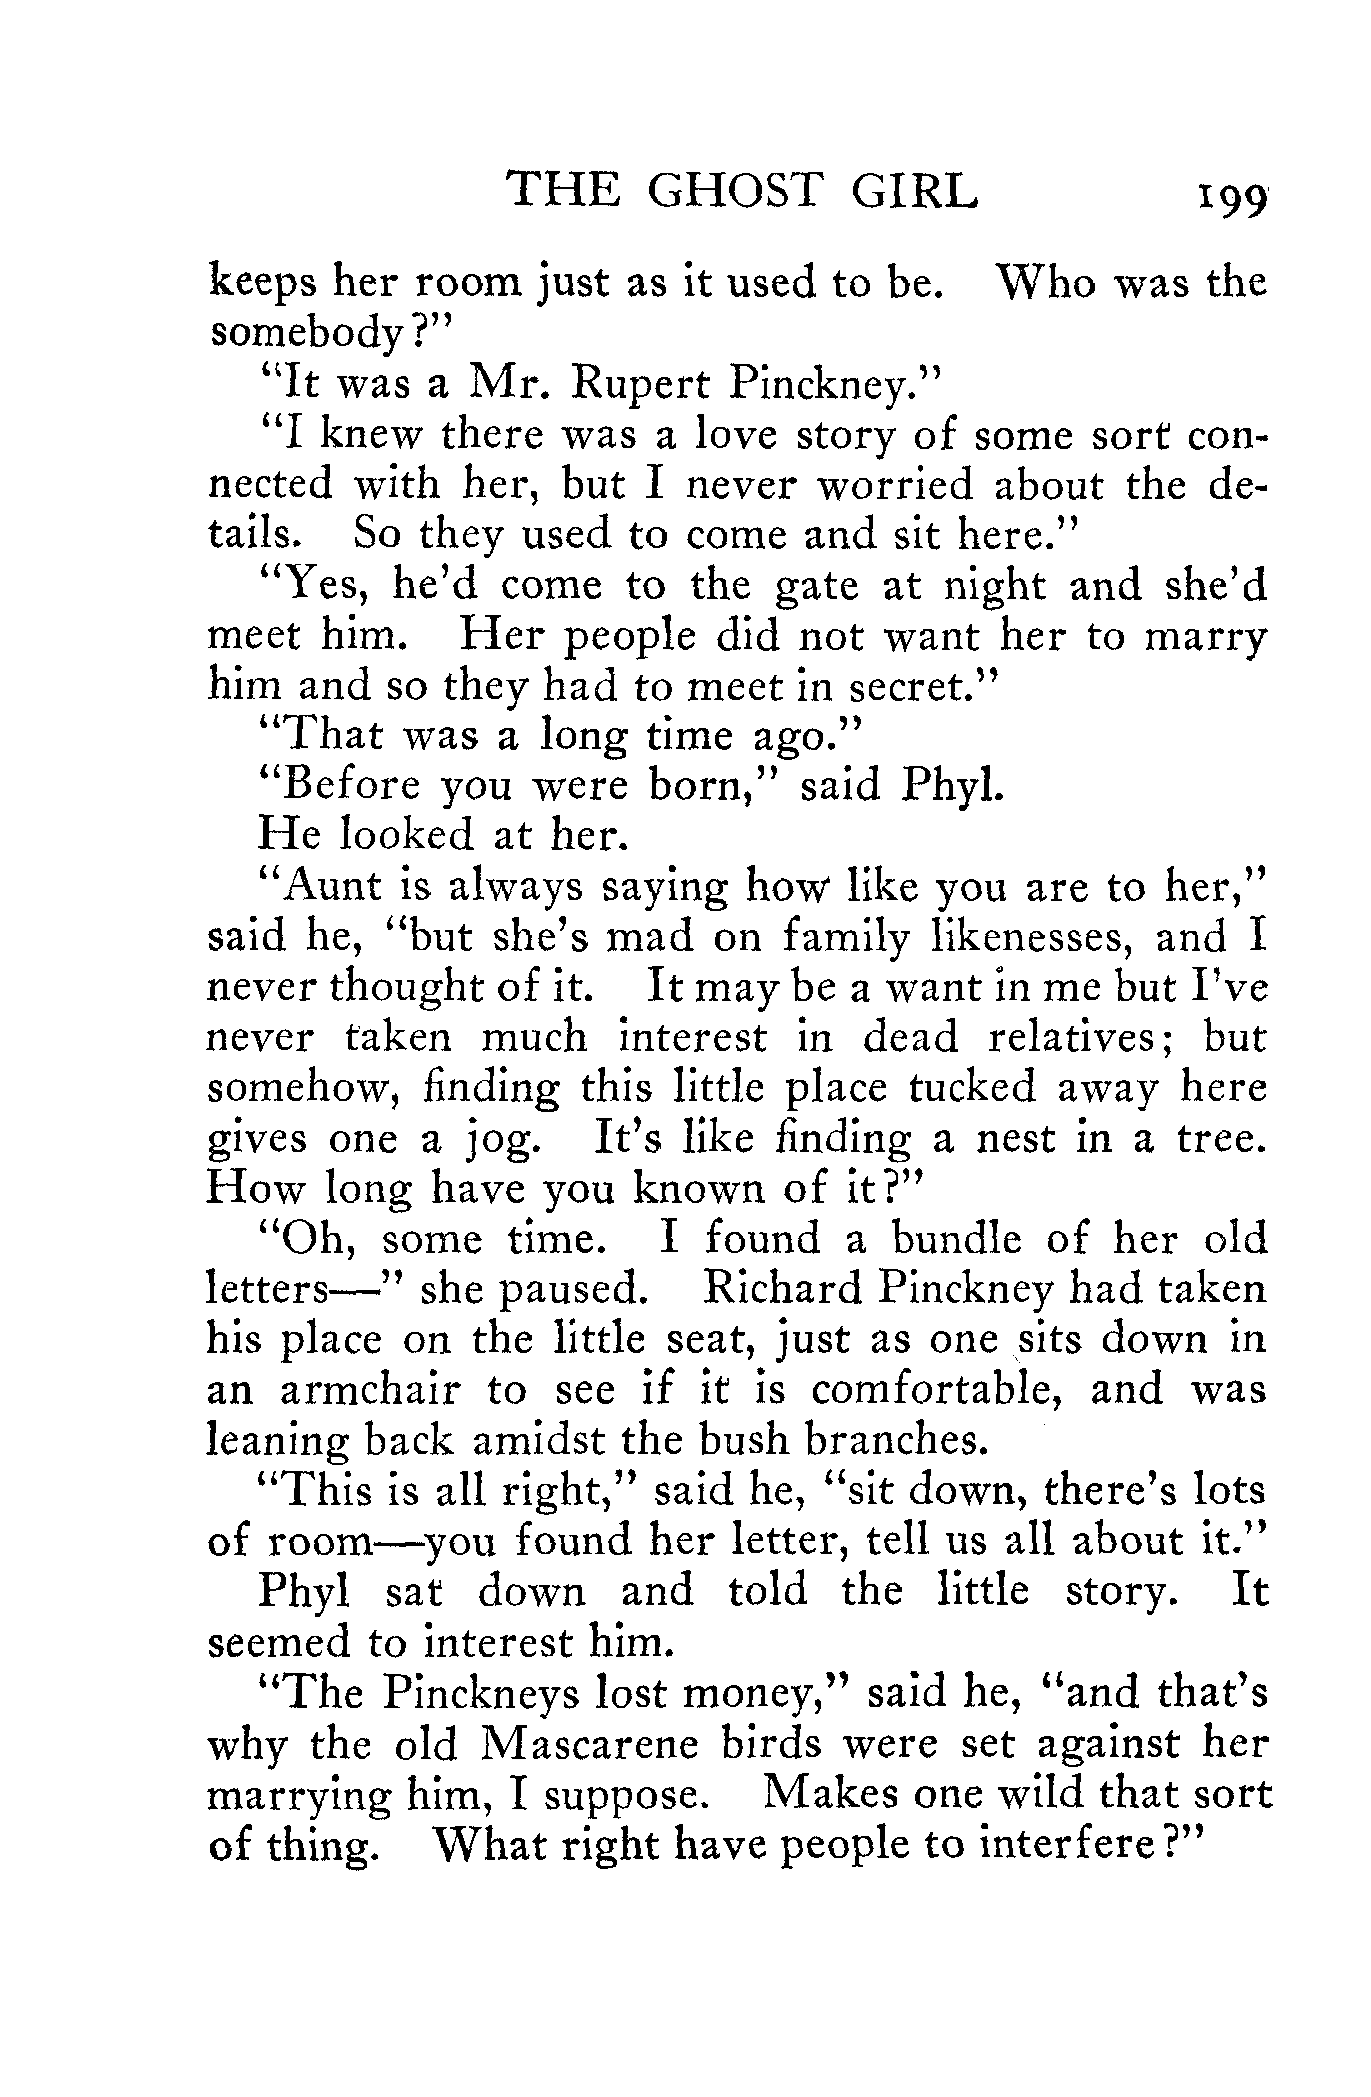 THE GHOST GIRL 199
keeps her room just as it used to be. Who was the
somebody?"
"It was a Mr. Rupert Pinckney."
"I knew there was a love story of some sort con-
nected with her, but I never worried about the de-
tails. So they used to come and sit here."
"Yes, he'd come to the gate at night and she'd
meet him. Her people did not want her to marry
him and so they had to meet in secret."
"That was a long time ago."
"Before you were born," said Phyl.
He looked at her.
"Aunt is always saying how like you are to her,"
said he, "but she's mad on family likenesses, and I
never thought of it. It may be a want in me but I've
never taken much interest in dead relatives; but
somehow, finding this little place tucked away here
gives one a jog. It's like finding a nest in a tree.
How long have you known of it?"
"Oh, some time. I found a bundle of her old
letters—" she paused. Richard Pinckney had taken
his place on the little seat, just as one sits down in
an armchair to see if it is comfortable, and was
leaning back amidst the bush branches.
"This is all right," said he, "sit down, there's lots
of room—you found her letter, tell us all about it."
Phyl sat down and told the little story. It
seemed to interest him.
"The Pinckneys lost money," said he, "and that's
why the old Mascarene birds were set against her
marrying him, I suppose. Makes one wild that sort
of thing. What right have people to interfere?"